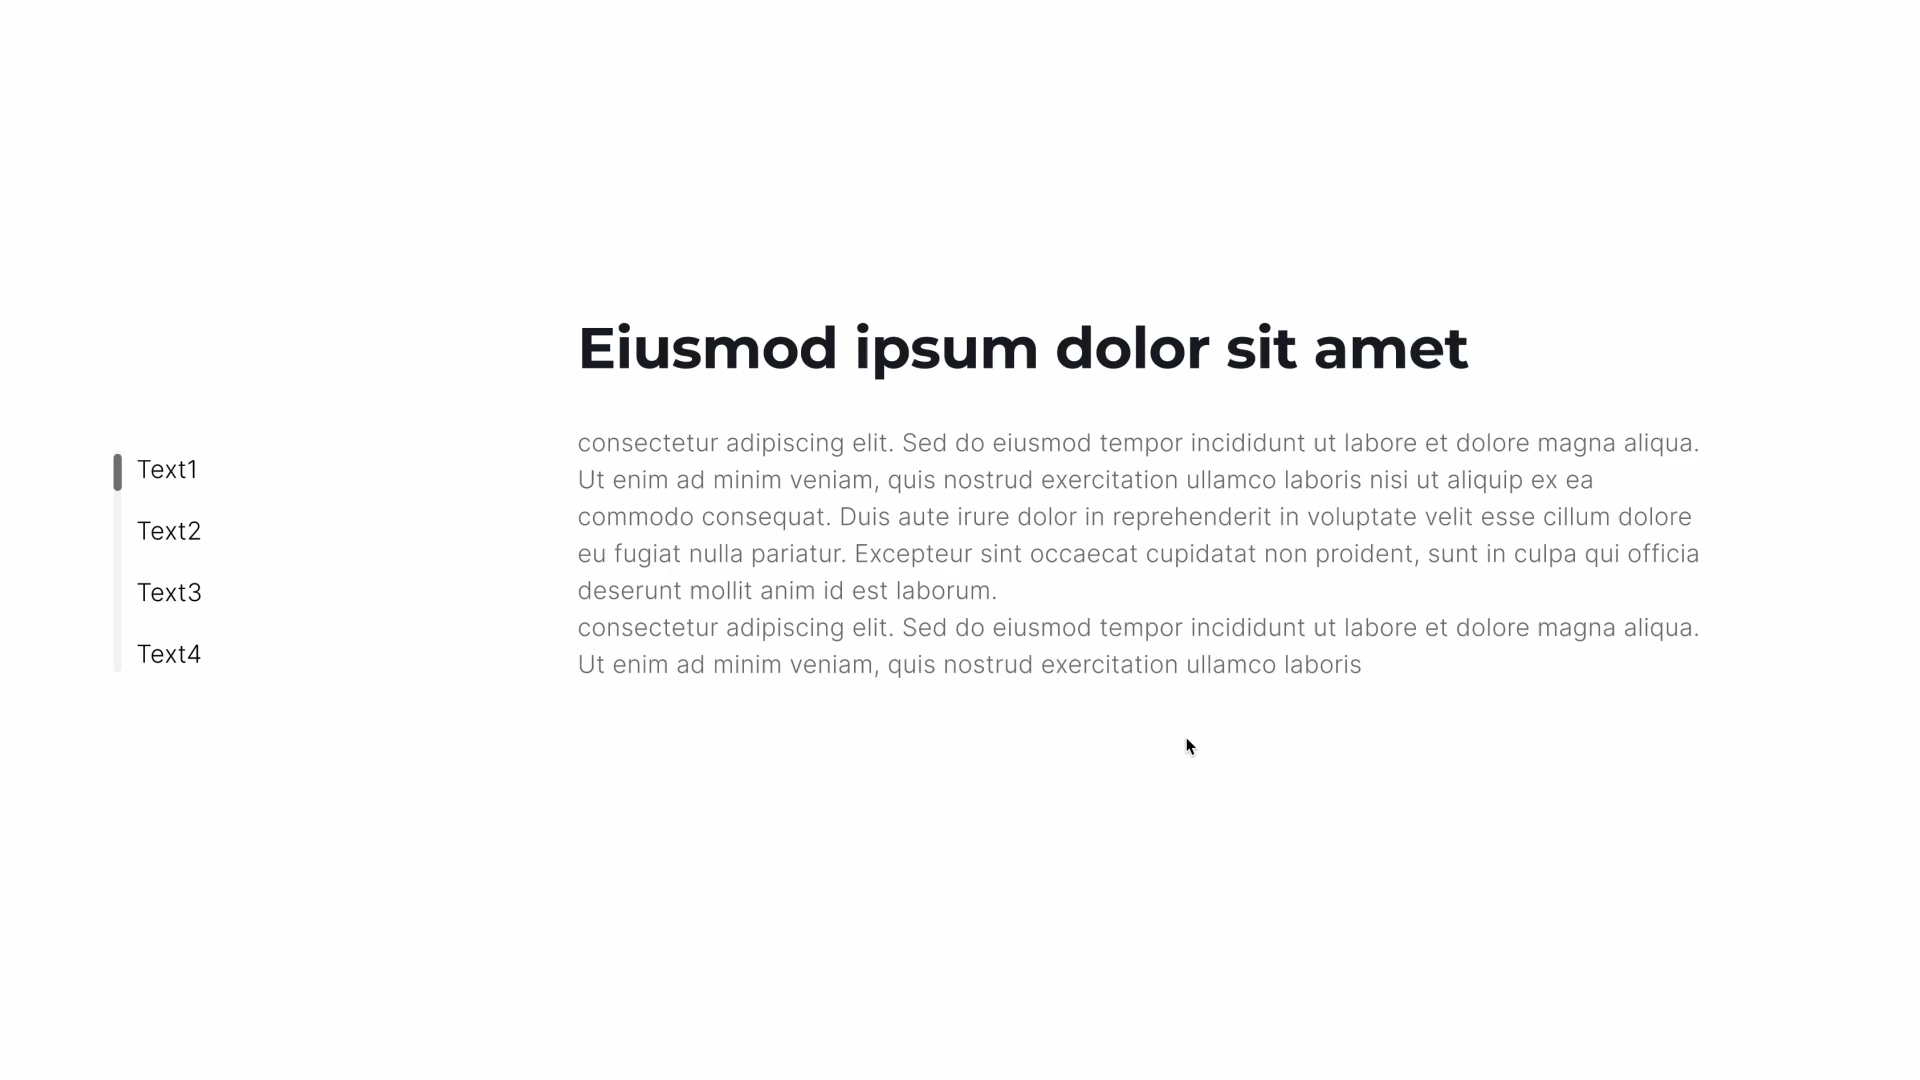 Eiusmod ipsum dolor sit amet
consectetur adipiscing elit. Sed do eiusmod tempor incididunt ut labore et dolore magna aliqua.
Ut enim ad minim veniam, quis nostrud exercitation ullamco laboris nisi ut aliquip ex ea
commodo consequat. Duis aute irure dolor in reprehenderit in voluptate velit esse cillum dolore
eu fugiat nulla pariatur. Excepteur sint occaecat cupidatat non proident, sunt in culpa qui officia
deserunt mollit anim id est laborum.
consectetur adipiscing elit. Sed do eiusmod tempor incididunt ut labore et dolore magna aliqua.
Ut enim ad minim veniam, quis nostrud exercitation ullamco laboris
Text1
Text2
Text3
Text4